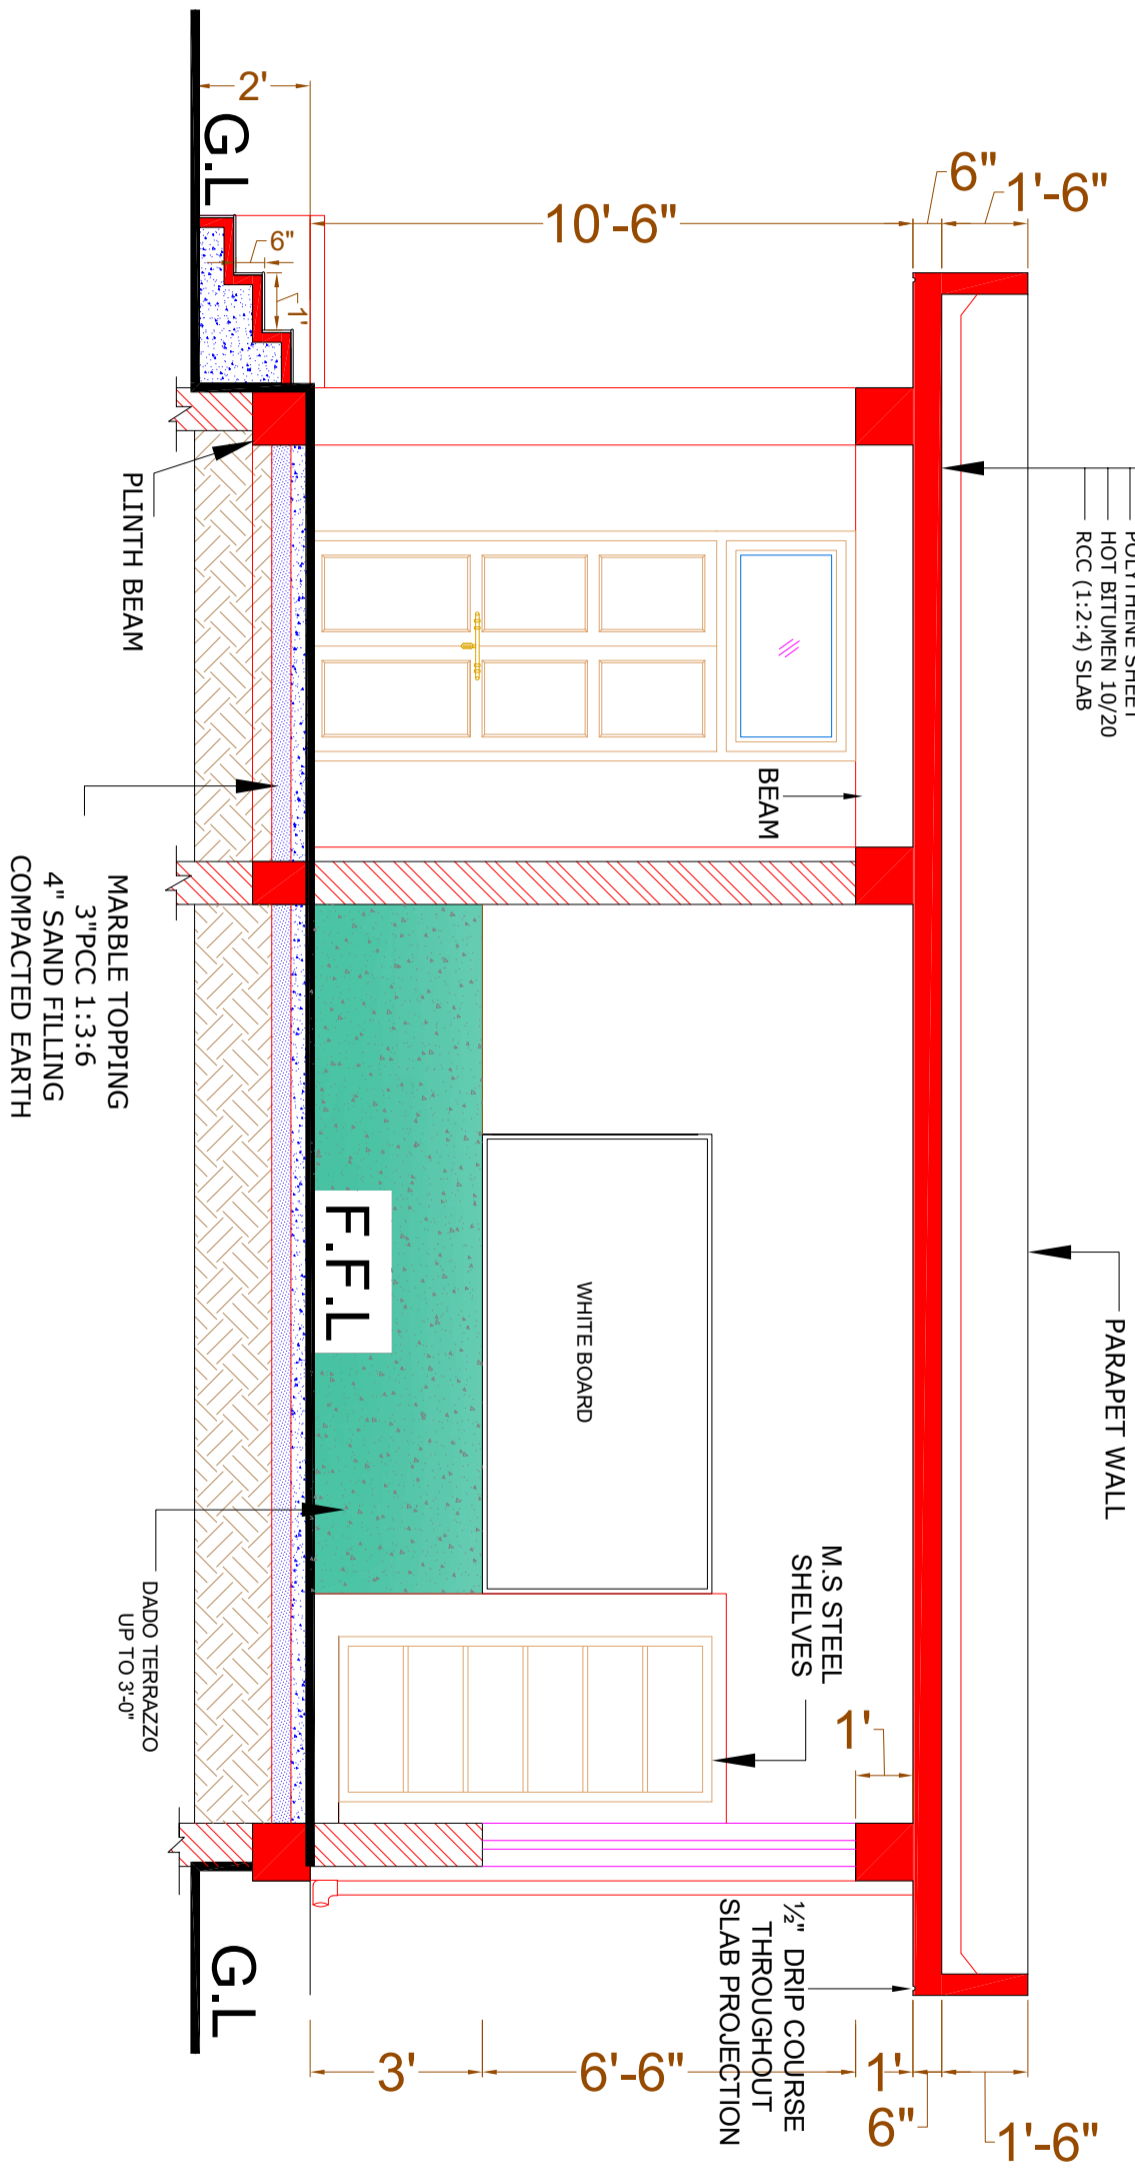 POLYTHENE SHEET
HOT BITUMEN 10/20
RCC (1:2:4) SLAB
PARAPET WALL
1'-6"
6"
10'-6"
2'
G.L
6"
1'
BEAM
M.S STEEL
SHELVES
1'
WHITE BOARD
F.F.L
PLINTH BEAM
MARBLE TOPPING
3"PCC 1:3:6
4" SAND FILLING
COMPACTED EARTH
DADO TERRAZZO
UP TO 3'-0"
½" DRIP COURSE
THROUGHOUT
SLAB PROJECTION
G.L
1'-6"
6"
1'
6'-6"
3'